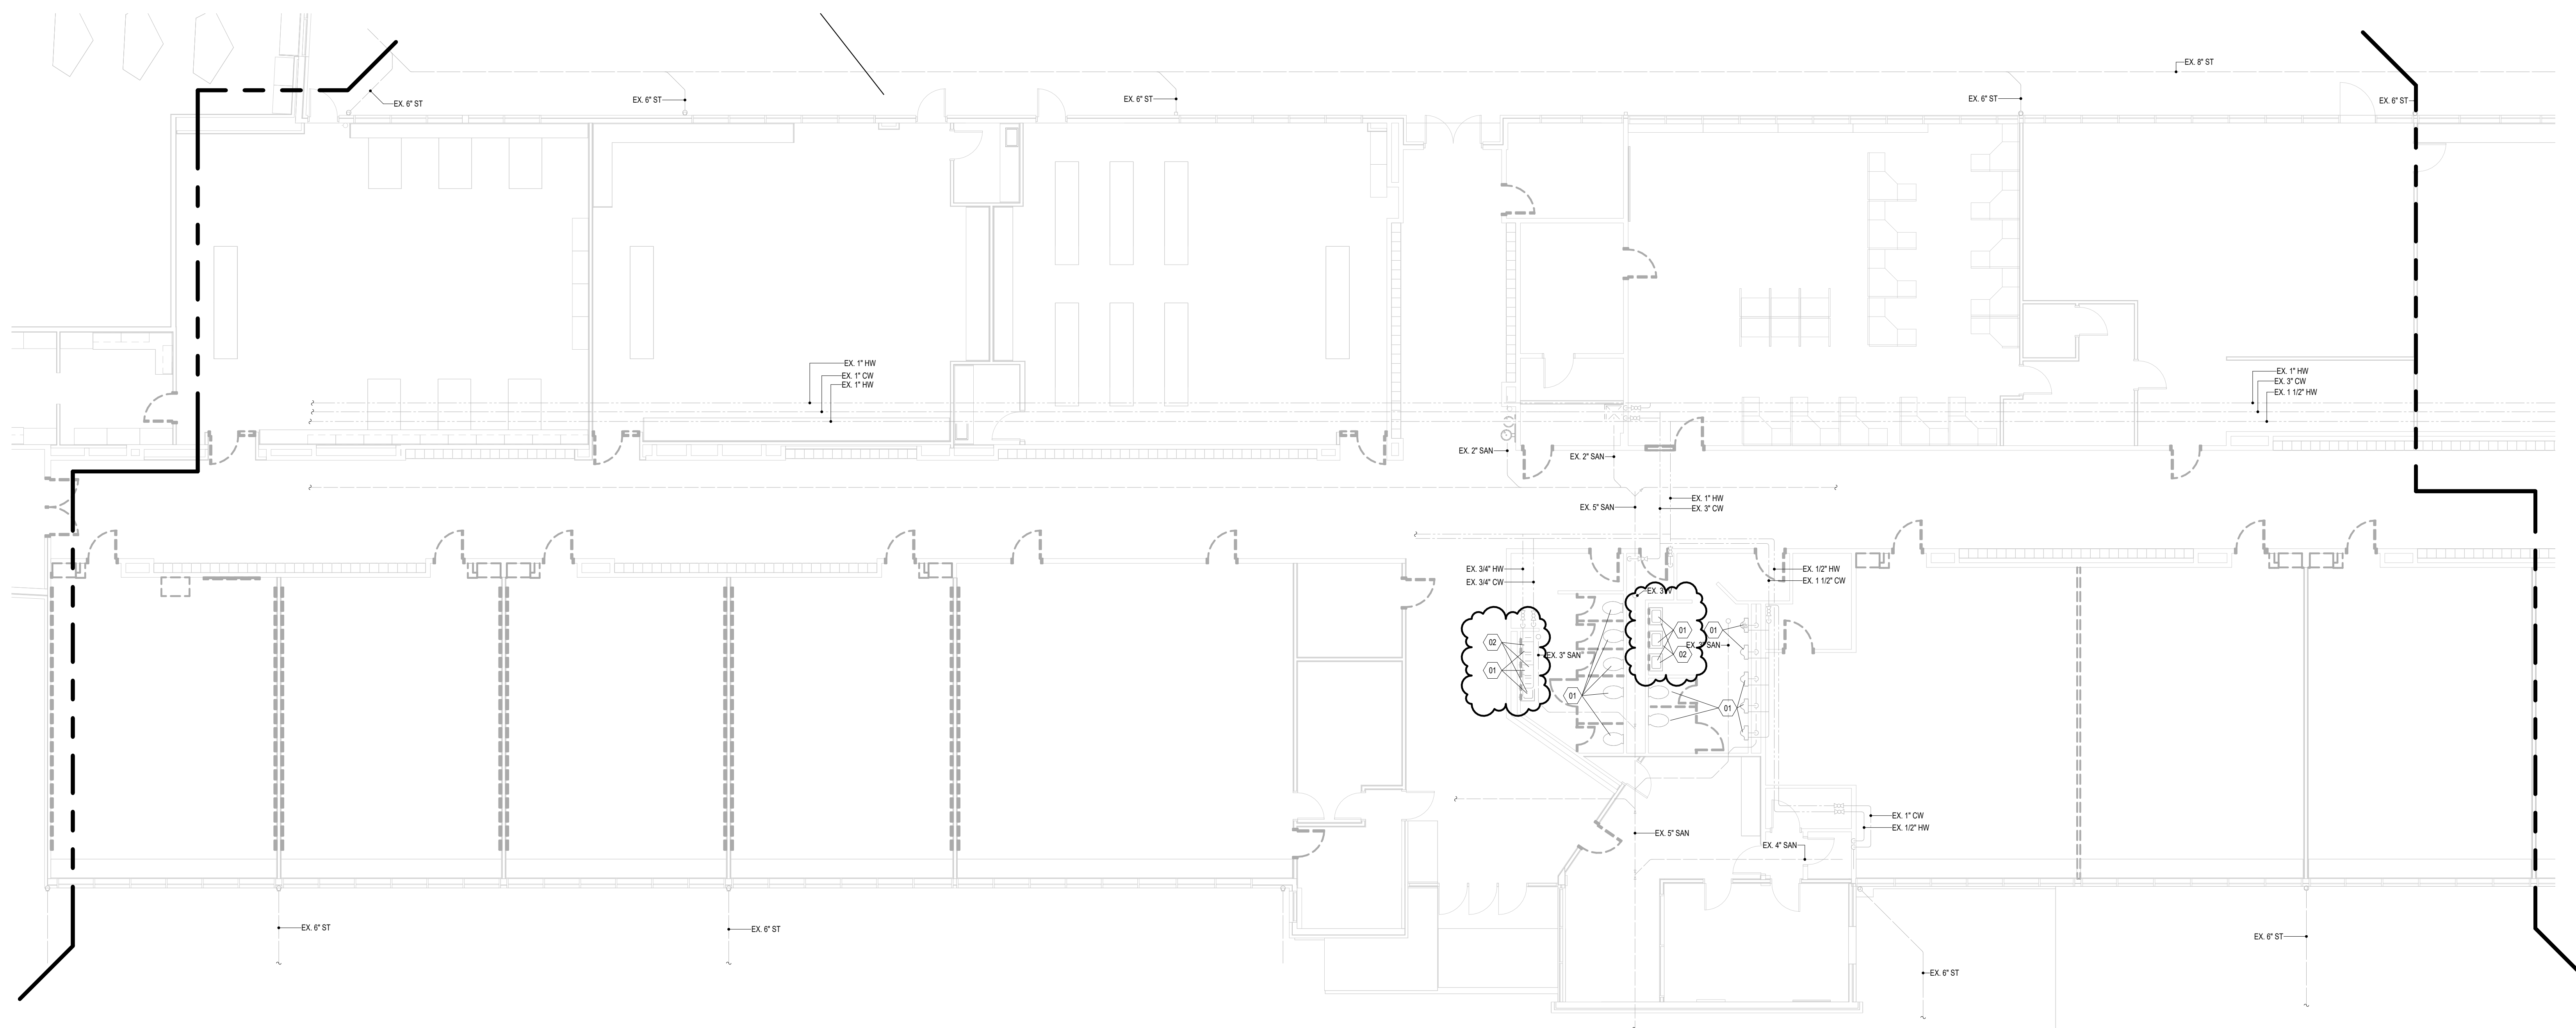 EX. 8" ST
EX. 6" ST
EX. 6" ST
EX. 6" ST
EX. 6" ST
EX. 6" ST
EX. 1" HW
EX. 1" CW
EX. 1" HW
EX. 1" HW
EX. 3" CW
EX. 1 1/2" HW
EX. 2" SAN
EX. 2" SAN
EX. 1" HW
EX. 5" SAN
EX. 3" CW
EX. 3/4" HW
EX. 1/2" HW
EX. 3/4" CW
EX. 1 1/2" CW
01
01
02
EX. 3" SAN
02
EX. 3" SAN
01
01
01
EX. 1" CW
EX. 1/2" HW
EX. 5" SAN
EX. 4" SAN
EX. 6" ST
EX. 6" ST
EX. 6" ST
EX. 6" ST